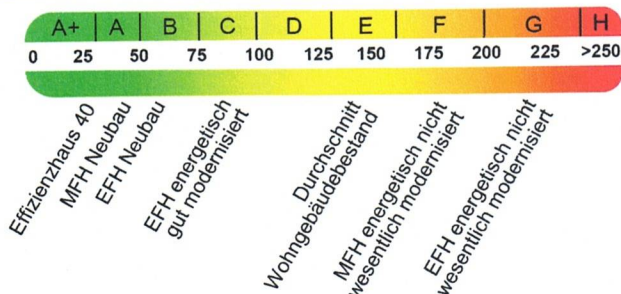 A+ A B C D E F G H
0 25 50 75 100 125 150 175 200 225 >250
Effizienzhaus 40
MFH Neubau
EFH Neubau
EFH energetisch
gut modernisiert
Durchschnitt
Wohngebäudebestand
MFH energetisch nicht
wesentlich modernisiert
EFH energetisch nicht
wesentlich modernisiert